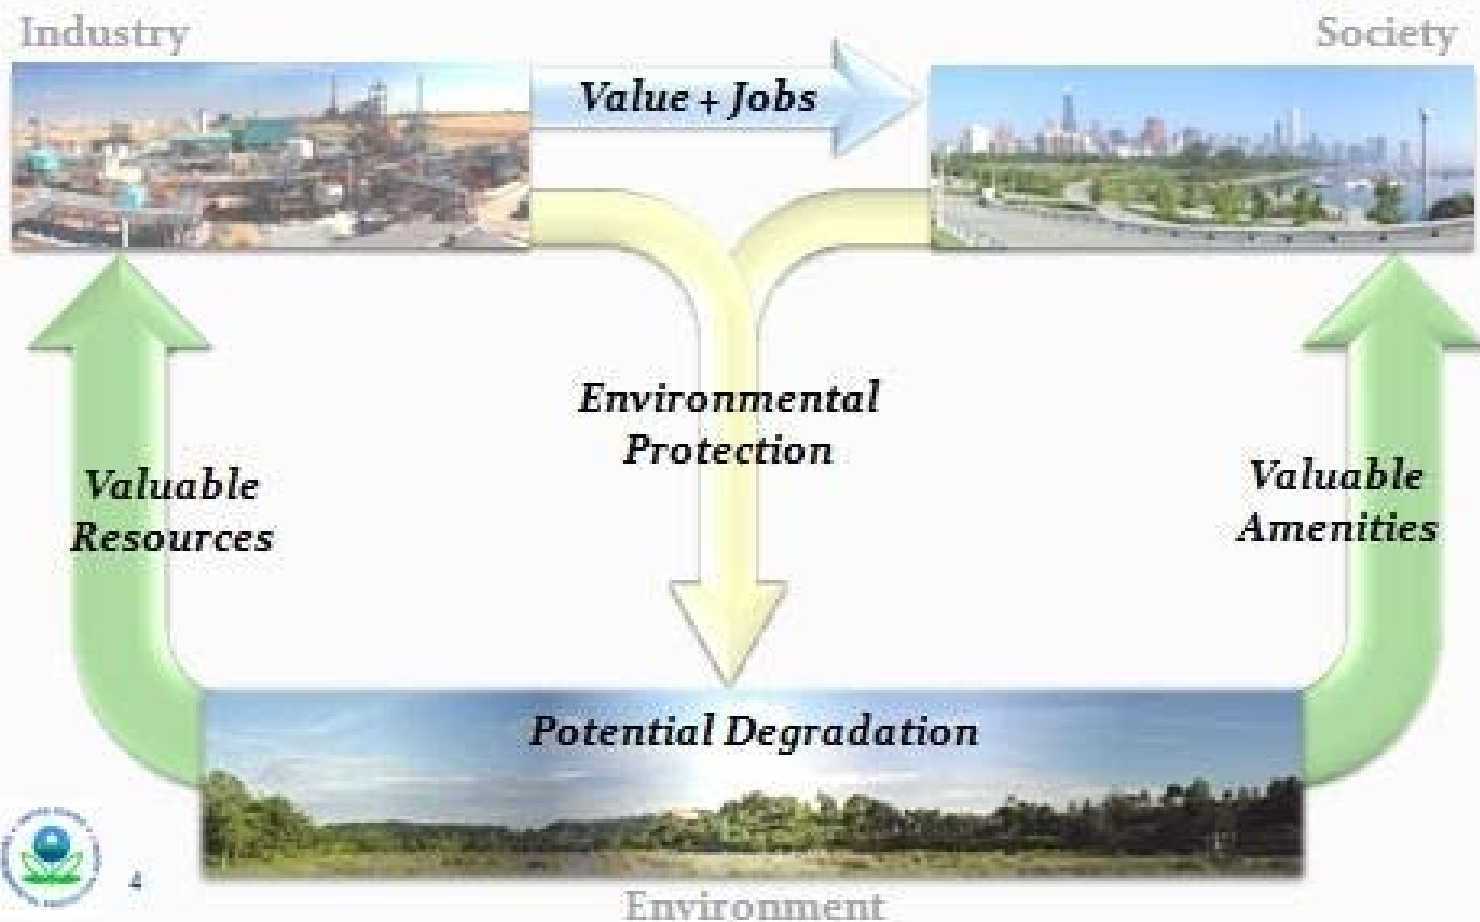 Industry
Society
Value + Jobs
Environmental
Protection
Valuable
Resources
Valuable
Amenities
Potential Degradation
4
Environment